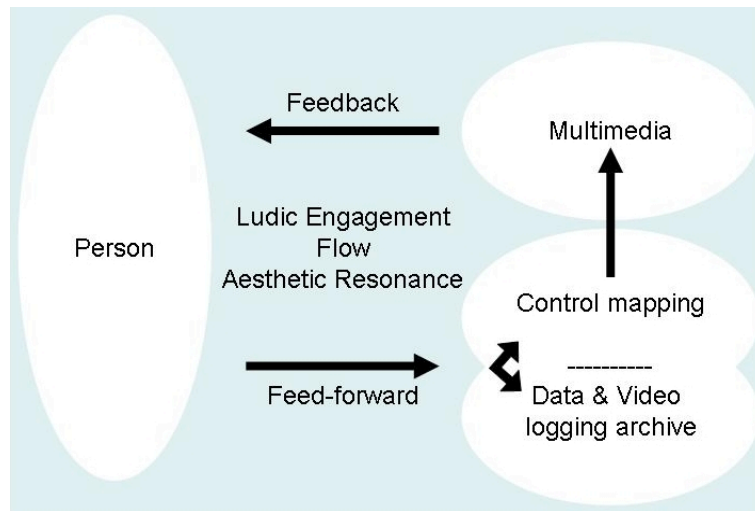 Feedback
Multimedia
Person
Ludic Engagement
Flow
Aesthetic Resonance
Control mapping
----------
Feed-forward
Data & Video
logging archive